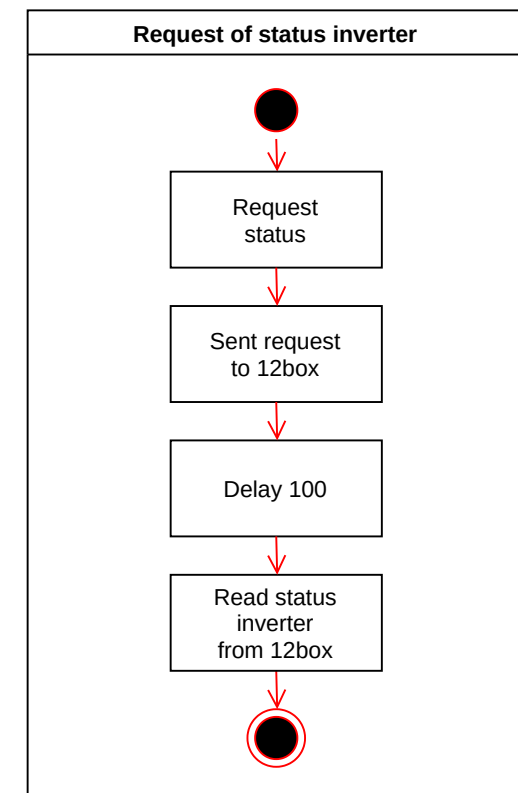 Request of status inverter
Request
status
Sent request
to 12box
Delay 100
Read status
inverter
from 12box